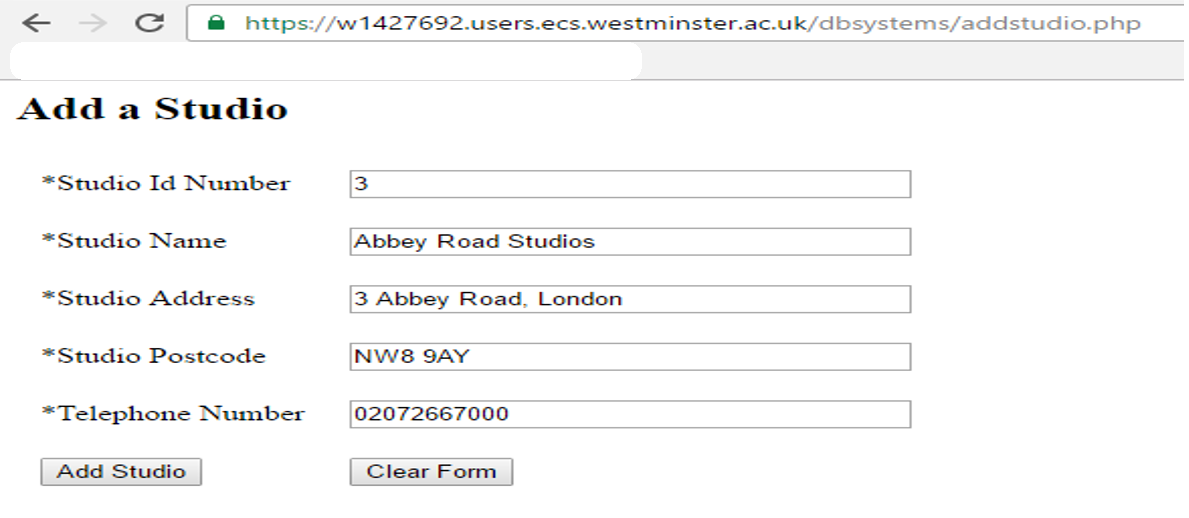 https://w1427692.users.ecs.westminster.ac.uk/dbsystems/addstudio.php
Add a Studio
*Studio Id Number 3
*Studio Name Abbey Road Studios
*Studio Address 3 Abbey Road, London
*Studio Postcode NW8 9AY
*Telephone Number 02072667000
Add Studio Clear Form